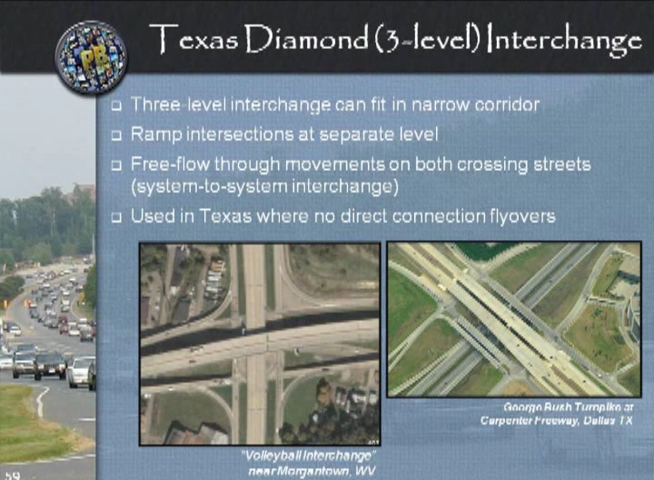 PB
Texas Diamond (3-level) Interchange
Three-level interchange can fit in narrow corridor
Ramp intersections at separate level
Free-flow through movements on both crossing streets
(system-to-system interchange)
Used in Texas where no direct connection flyovers
George Bush Turnpike at
Carpenter Freeway, Dallas TX
"Volleyball Interchange"
near Morgantown, WV
59